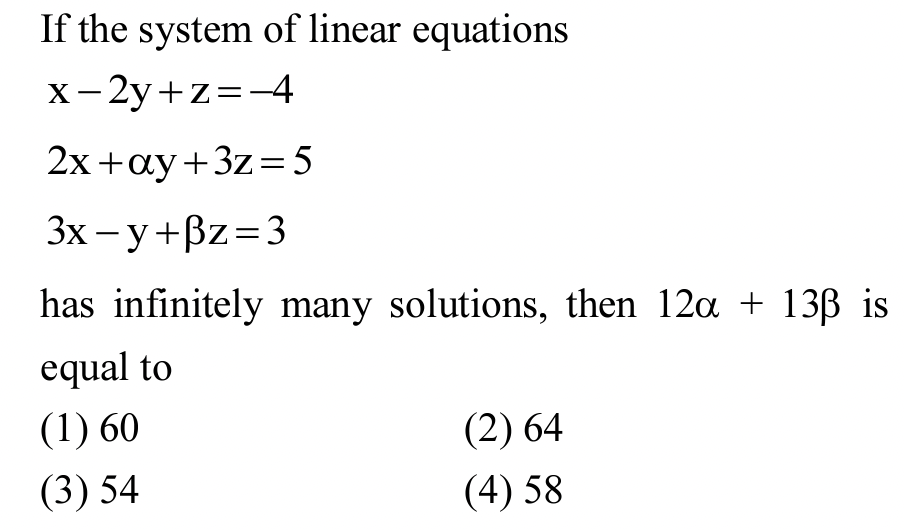 If the system of linear equations
x – 2y + z = –4
2x + αy + 3z = 5
3x – y + βz = 3
has infinitely many solutions, then 12α + 13β is
equal to
(1) 60 (2) 64
(3) 54 (4) 58